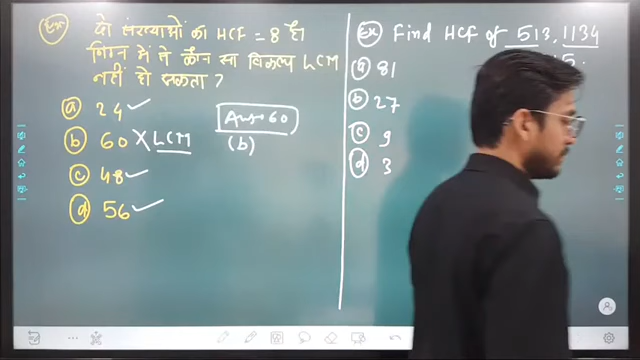 Ex दो संख्याओं का HCF = 8 है।
निम्न में से कौन सा विकल्प LCM
नहीं हो सकता ?
a 24 ✓
b 60 X LCM
c 48 ✓
d 56 ✓
Ans → 60
(b)
Ex Find HCF of 513, 1134
5.
a 81
b 27
c 9
d 3